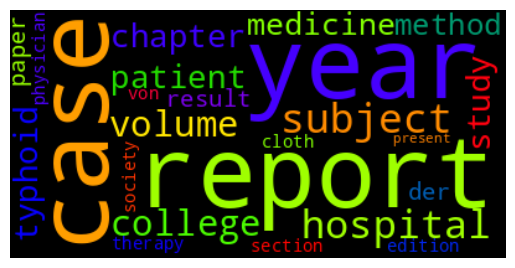 case
year
report
paper
physician
chapter
medicine
method
patient
von
result
study
volume
subject
typhoid
society
cloth
present
der
college
hospital
therapy
section
edition